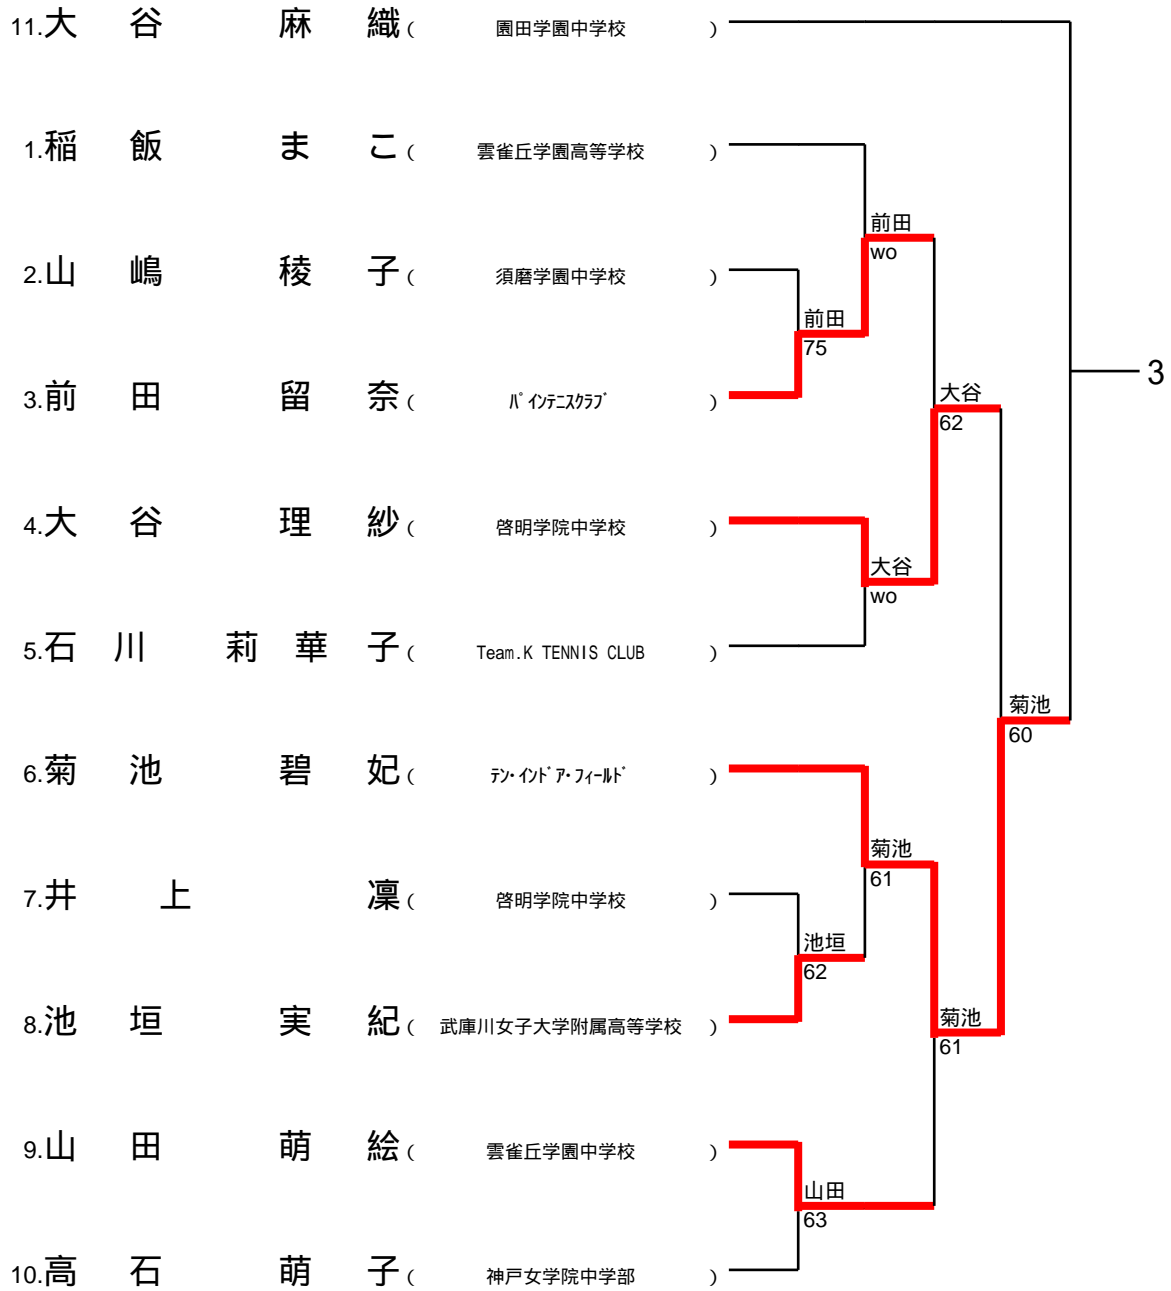 11.大谷 麻織( 園田学園中学校 )
1.稲飯 まこ( 雲雀丘学園高等学校 )
前田
wo
2.山嶋 稜子( 須磨学園中学校 )
前田
75
3
3.前田 留奈( ﾊﾟｲﾝﾃﾆｽｸﾗﾌﾞ )
大谷
62
4.大谷 理紗( 啓明学院中学校 )
大谷
wo
5.石川 莉華子( Team.K TENNIS CLUB )
菊池
60
6.菊池 碧妃( ﾃﾝ･ｲﾝﾄﾞｱ･ﾌｨｰﾙﾄﾞ )
菊池
61
7.井上 凜( 啓明学院中学校 )
池垣
62
8.池垣 実紀( 武庫川女子大学附属高等学校 )
菊池
61
9.山田 萌絵( 雲雀丘学園中学校 )
山田
63
10.高石 萌子( 神戸女学院中学部 )